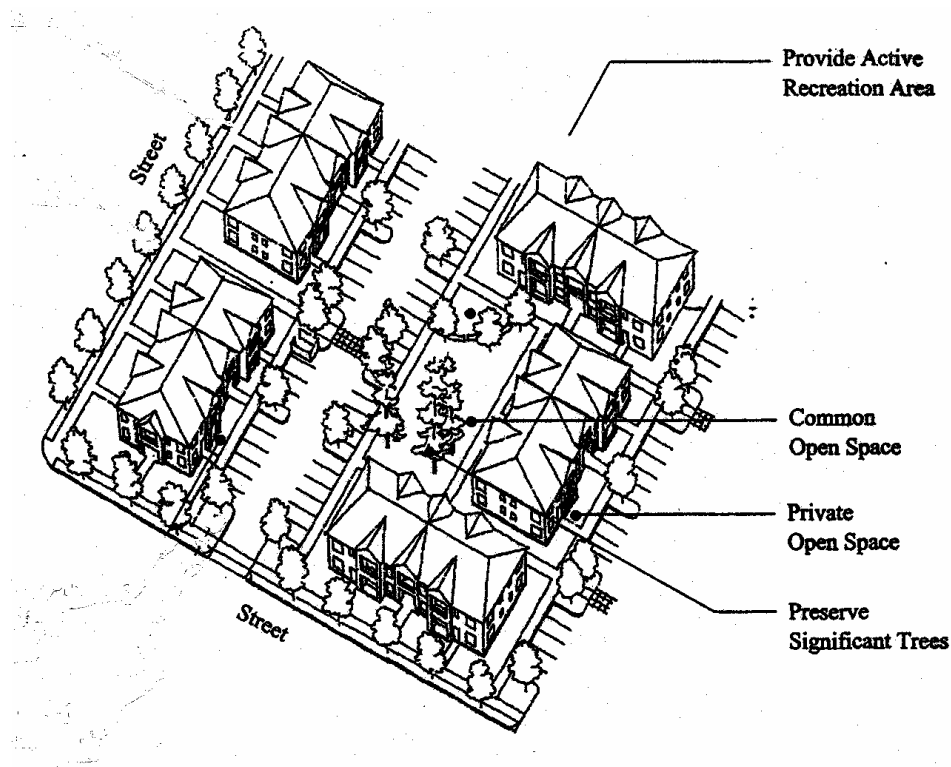 Provide Active
Recreation Area
Street
Common
Open Space
Private
Open Space
Street
Preserve
Significant Trees